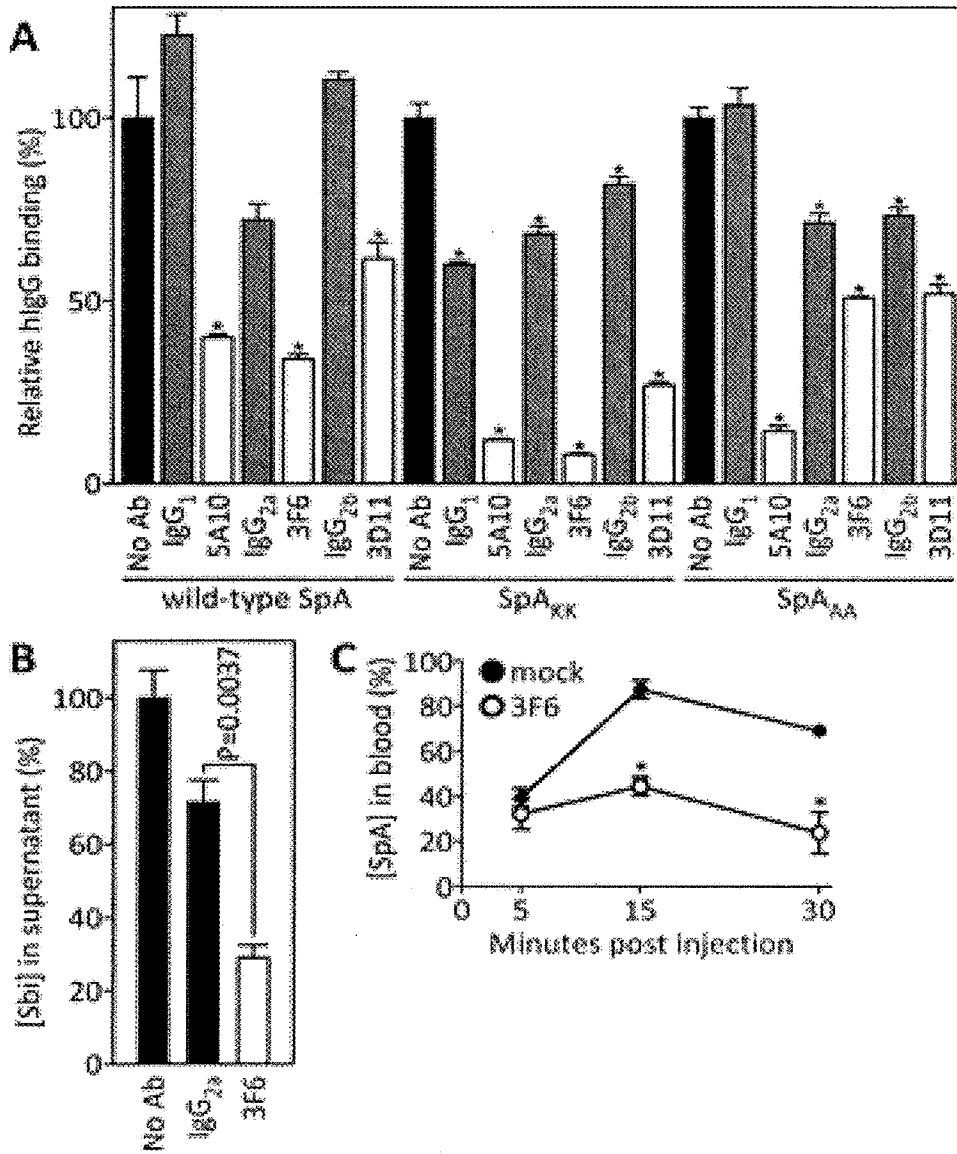 A
Relative hIgG binding (%)
100
50
0
No Ab
IgG1
5A10
IgG2a
3F6
IgG2b
3D11
No Ab
IgG1
5A10
IgG2a
3F6
IgG2b
3D11
No Ab
IgG1
5A10
IgG2a
3F6
IgG2b
3D11
wild-type SpA
SpAKK
SpAAA
B
[Sbi] in supernatant (%)
100
80
60
40
20
0
P=0.0037
No Ab
IgG2a
3F6
C
[SpA] in blood (%)
100
80
60
40
20
0
mock
3F6
0 5 15 30
Minutes post injection